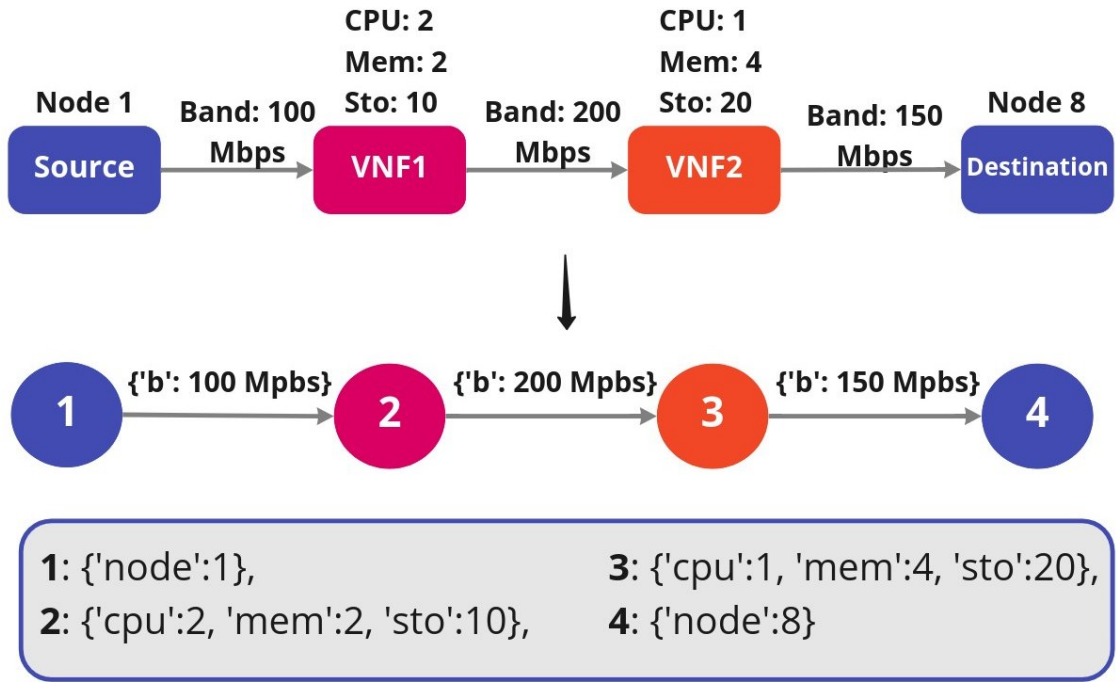 CPU: 2
Mem: 2
Sto: 10
CPU: 1
Mem: 4
Sto: 20
Node 1
Band: 100
Mbps
Band: 200
Mbps
Band: 150
Mbps
Node 8
Source
VNF1
VNF2
Destination
{'b': 100 Mpbs}
{'b': 200 Mpbs}
{'b': 150 Mpbs}
1
2
3
4
1: {'node':1},
2: {'cpu':2, 'mem':2, 'sto':10},
3: {'cpu':1, 'mem':4, 'sto':20},
4: {'node':8}